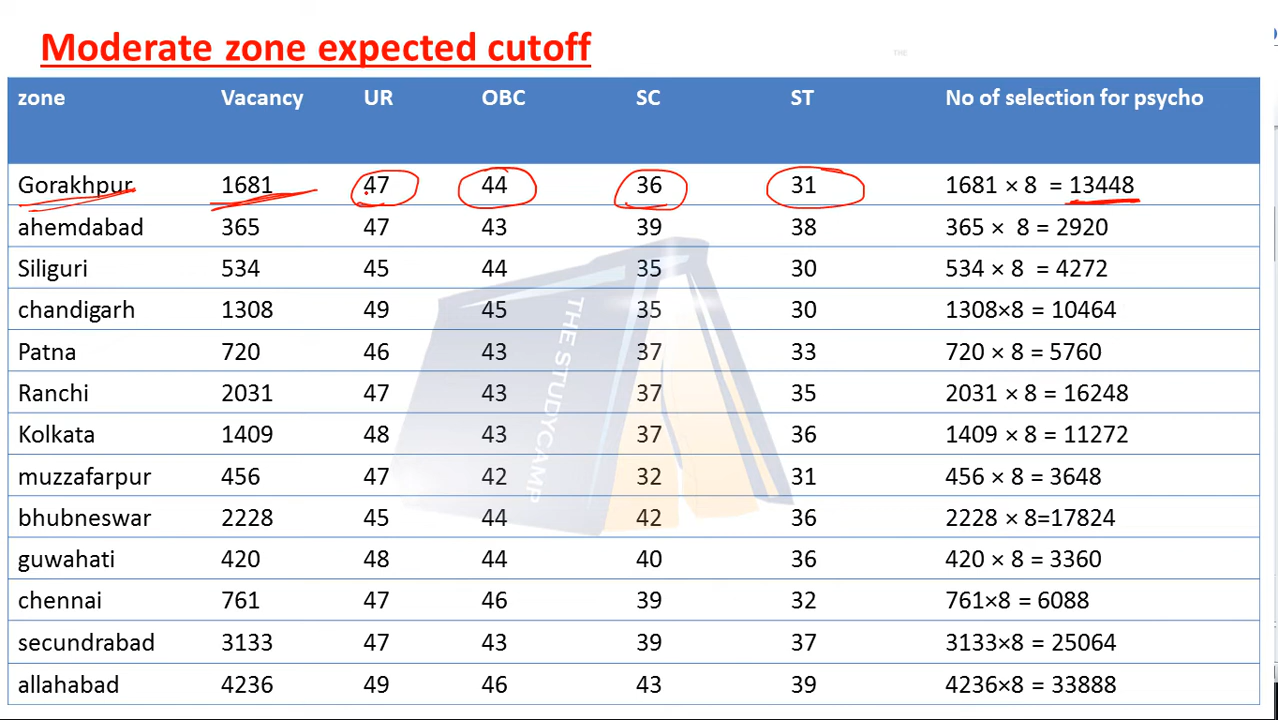 Moderate zone expected cutoff
THE
zone Vacancy UR OBC SC ST No of selection for psycho
Gorakhpur 1681 47 44 36 31 1681 × 8 = 13448
ahemdabad 365 47 43 39 38 365 × 8 = 2920
Siliguri 534 45 44 35 30 534 × 8 = 4272
chandigarh 1308 49 45 35 30 1308×8 = 10464
Patna 720 46 43 37 33 720 × 8 = 5760
Ranchi 2031 47 43 37 35 2031 × 8 = 16248
Kolkata 1409 48 43 37 36 1409 × 8 = 11272
muzzafarpur 456 47 42 32 31 456 × 8 = 3648
bhubneswar 2228 45 44 42 36 2228 × 8=17824
guwahati 420 48 44 40 36 420 × 8 = 3360
chennai 761 47 46 39 32 761×8 = 6088
secundrabad 3133 47 43 39 37 3133×8 = 25064
allahabad 4236 49 46 43 39 4236×8 = 33888
THE STUDYCAMP